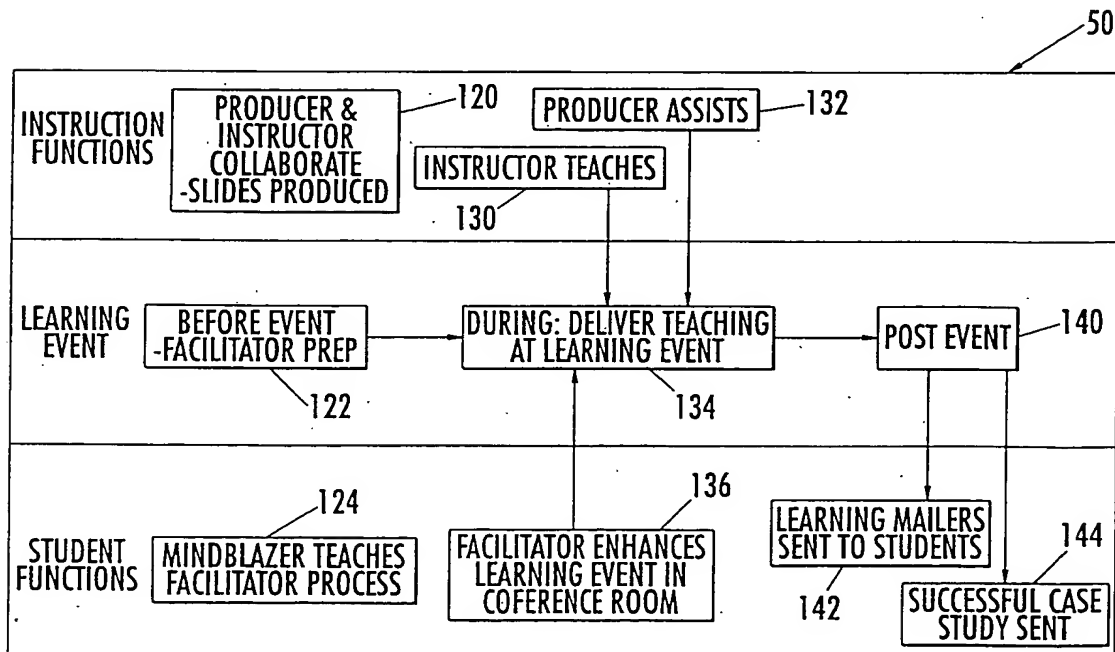 50
INSTRUCTION
FUNCTIONS
PRODUCER &
INSTRUCTOR
COLLABORATE
-SLIDES PRODUCED
120
PRODUCER ASSISTS
132
INSTRUCTOR TEACHES
130
LEARNING
EVENT
BEFORE EVENT
-FACILITATOR PREP
122
DURING: DELIVER TEACHING
AT LEARNING EVENT
134
POST EVENT
140
STUDENT
FUNCTIONS
124
MINDBLAZER TEACHES
FACILITATOR PROCESS
136
FACILITATOR ENHANCES
LEARNING EVENT IN
COFERENCE ROOM
LEARNING MAILERS
SENT TO STUDENTS
142
144
SUCCESSFUL CASE
STUDY SENT